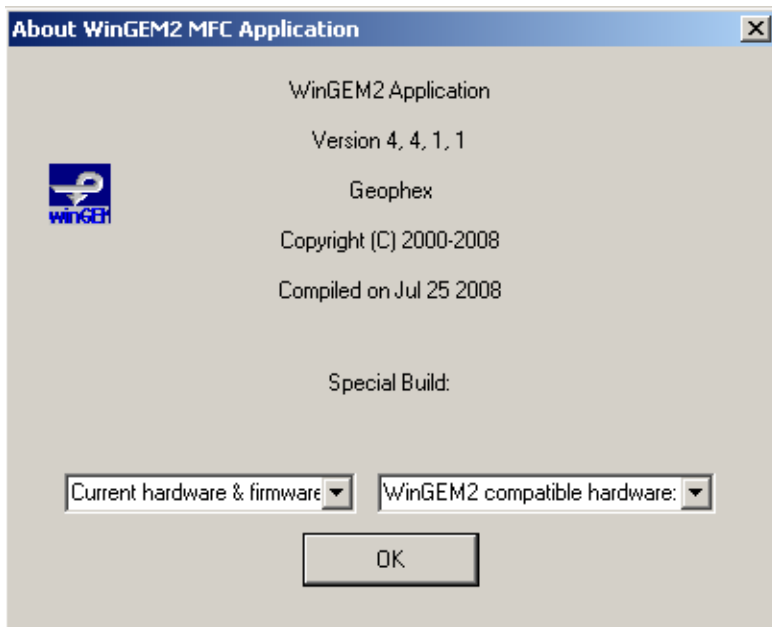 About WinGEM2 MFC Application
WinGEM2 Application
Version 4, 4, 1, 1
winGEM
Geophex
Copyright (C) 2000-2008
Compiled on Jul 25 2008
Special Build:
Current hardware & firmware
WinGEM2 compatible hardware:
OK